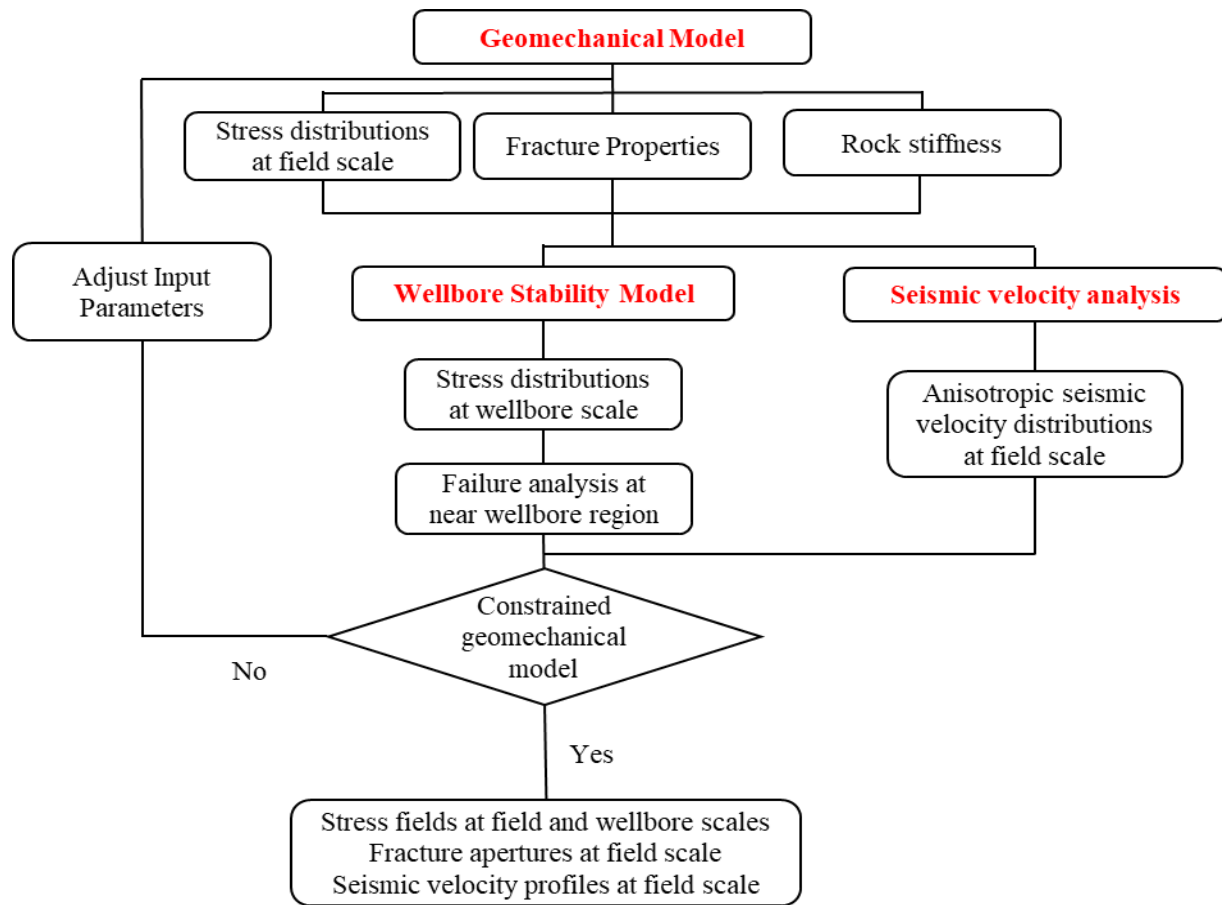 Geomechanical Model
Stress distributions
at field scale
Fracture Properties
Rock stiffness
Adjust Input
Parameters
Wellbore Stability Model
Seismic velocity analysis
Stress distributions
at wellbore scale
Anisotropic seismic
velocity distributions
at field scale
Failure analysis at
near wellbore region
Constrained
geomechanical
model
No
Yes
Stress fields at field and wellbore scales
Fracture apertures at field scale
Seismic velocity profiles at field scale